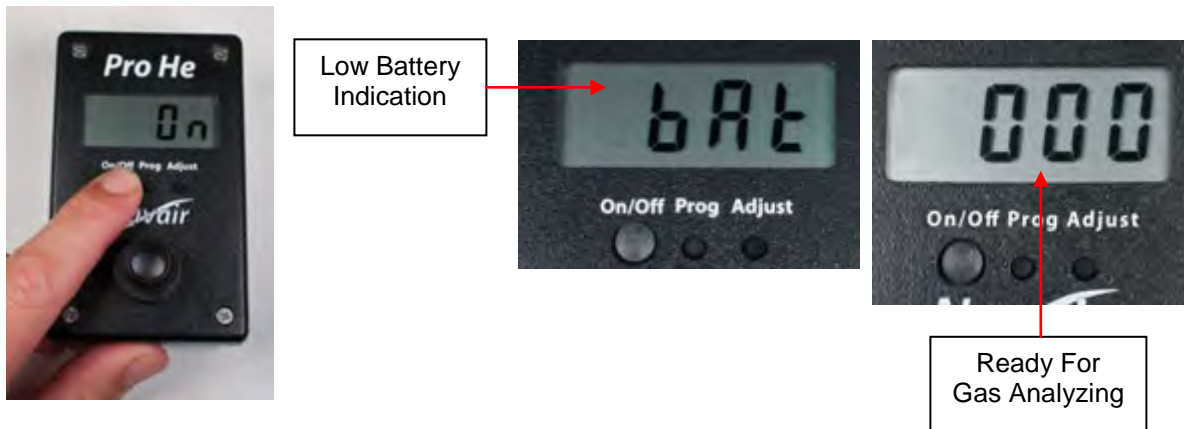 Pro He
On
On/Off Prog Adjust
Low Battery
Indication
bAt
On/Off Prog Adjust
000
On/Off Prog Adjust
Ready For
Gas Analyzing